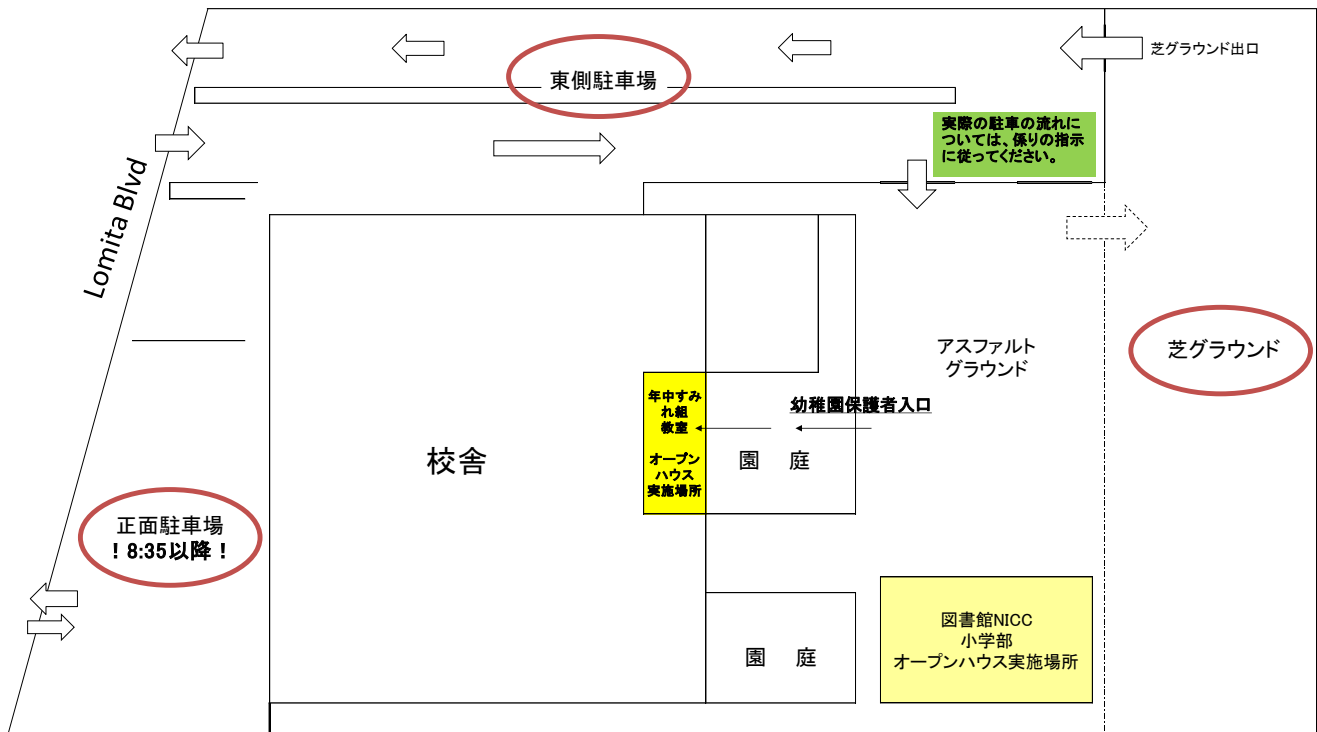 芝グラウンド出口
東側駐車場
実際の駐車の流れに
ついては、係りの指示
に従ってください。
Lomita Blvd
アスファルト
グラウンド
芝グラウンド
年中すみ
れ組
教室
オープン
ハウス
実施場所
幼稚園保護者入口
園　庭
校舎
正面駐車場
！8:35以降！
図書館NICC
小学部
オープンハウス実施場所
園　庭